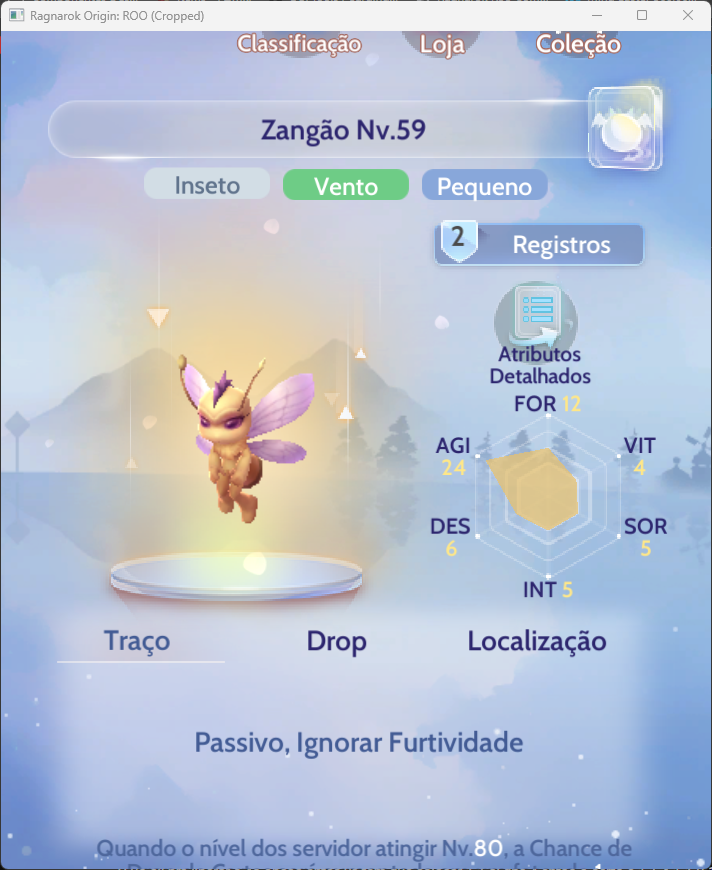 Ragnarok Origin: ROO (Cropped)
Classificação
Loja
Coleção
Zangão Nv.59
Inseto
Vento
Pequeno
2
Registros
Atributos
Detalhados
FOR 12
AGI
24
VIT
4
DES
6
SOR
5
INT 5
Traço
Drop
Localização
Passivo, Ignorar Furtividade
Quando o nível dos servidor atingir Nv.80, a Chance de